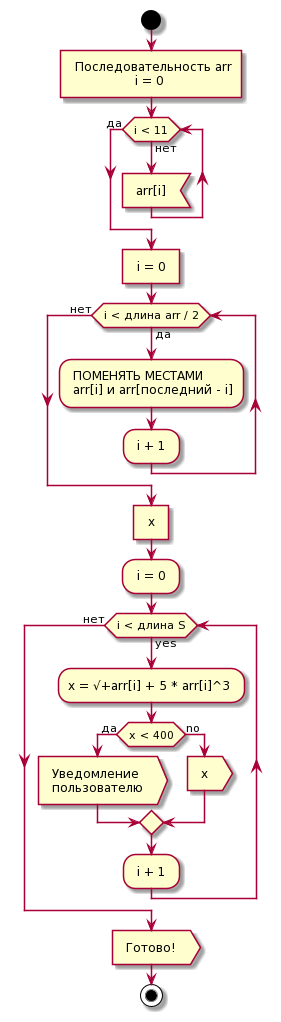 Последовательность arr
i = 0
да
i < 11
нет
arr[i]
i = 0
нет
i < длина arr / 2
да
ПОМЕНЯТЬ МЕСТАМИ
arr[i] и arr[последний - i]
i + 1
x
i = 0
нет
i < длина S
yes
x = √+arr[i] + 5 * arr[i]^3
да
x < 400
no
Уведомление
пользователю
x
i + 1
Готово!